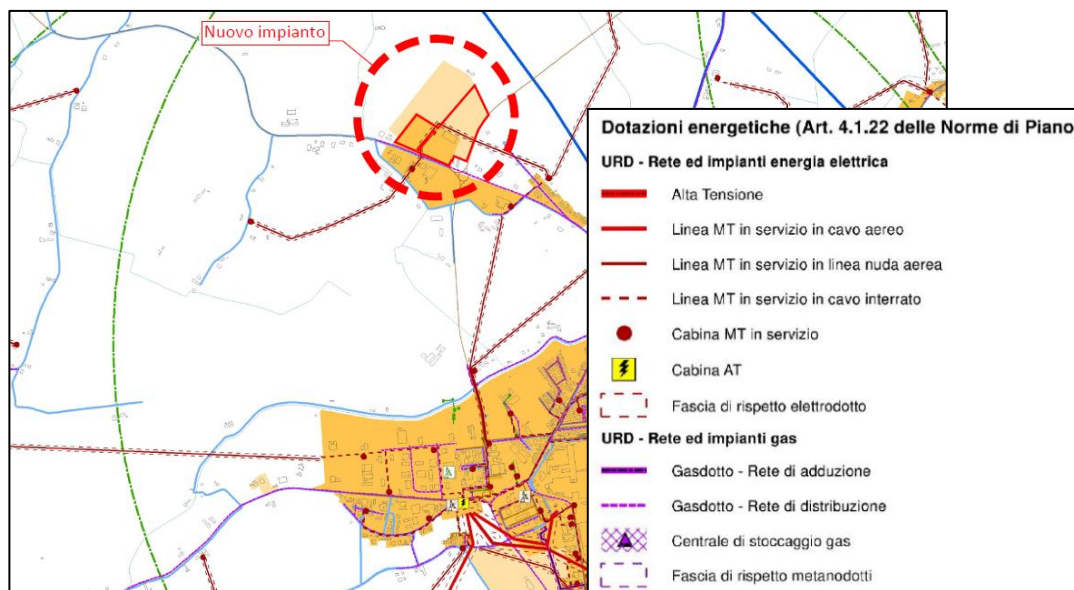 Nuovo impianto
Dotazioni energetiche (Art. 4.1.22 delle Norme di Piano
URD - Rete ed impianti energia elettrica
Alta Tensione
Linea MT in servizio in cavo aereo
Linea MT in servizio in linea nuda aerea
Linea MT in servizio in cavo interrato
Cabina MT in servizio
Cabina AT
Fascia di rispetto elettrodotto
URD - Rete ed impianti gas
Gasdotto - Rete di adduzione
Gasdotto - Rete di distribuzione
Centrale di stoccaggio gas
Fascia di rispetto metanodotti